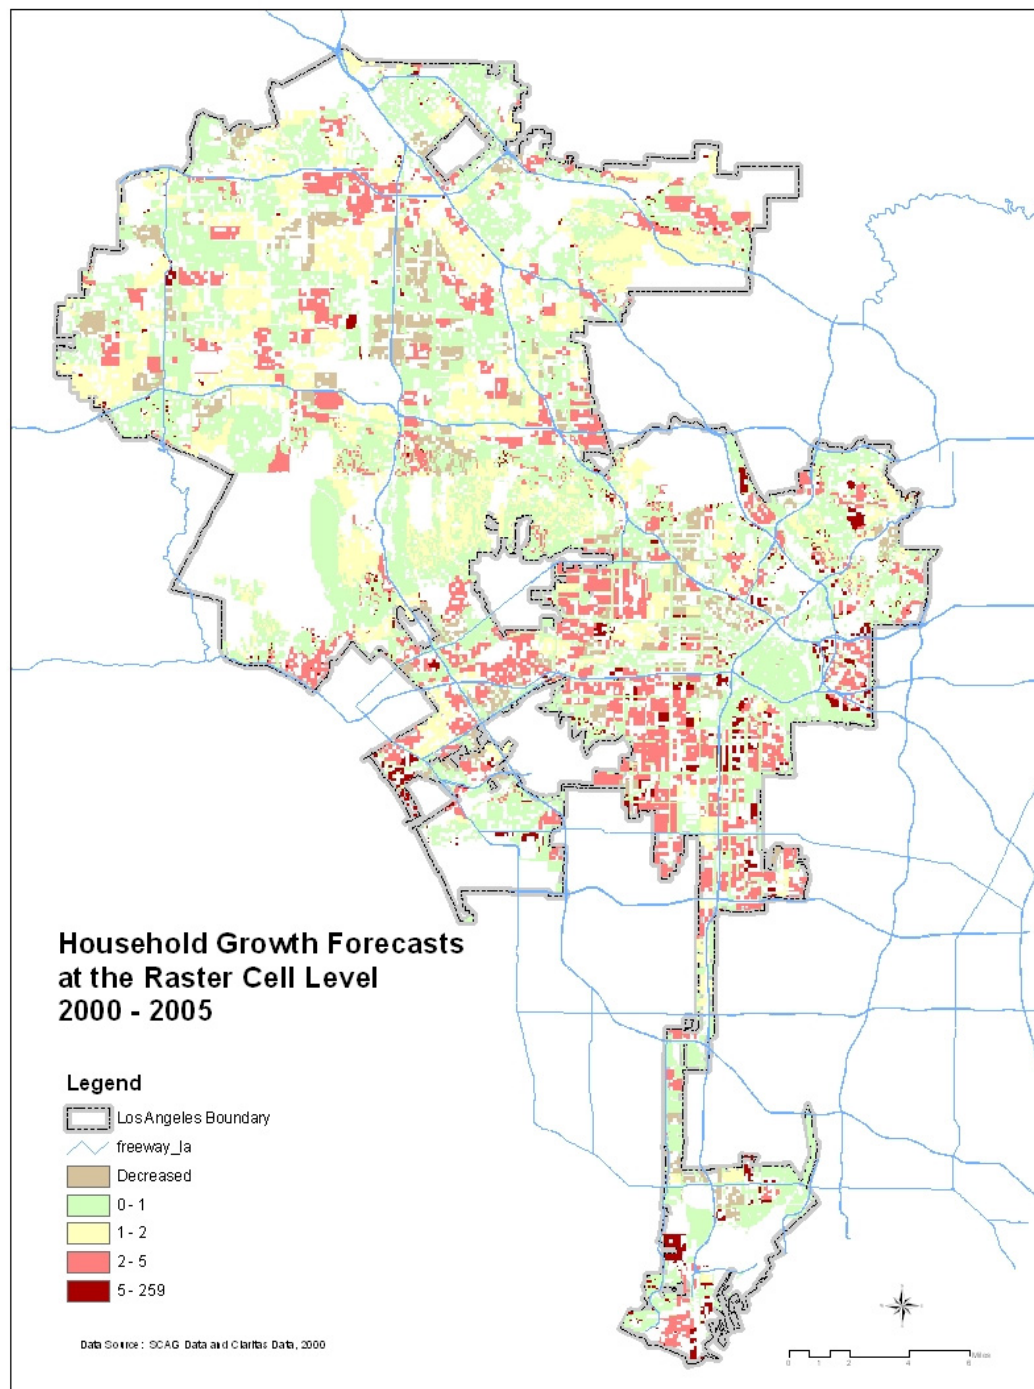 Household Growth Forecasts
at the Raster Cell Level
2000 - 2005
Legend
Los Angeles Boundary
freeway_la
Decreased
0 - 1
1 - 2
2 - 5
5 - 259
Data Source: SCAG Data and Claritas Data, 2000
Miles
0 1 2 4 6